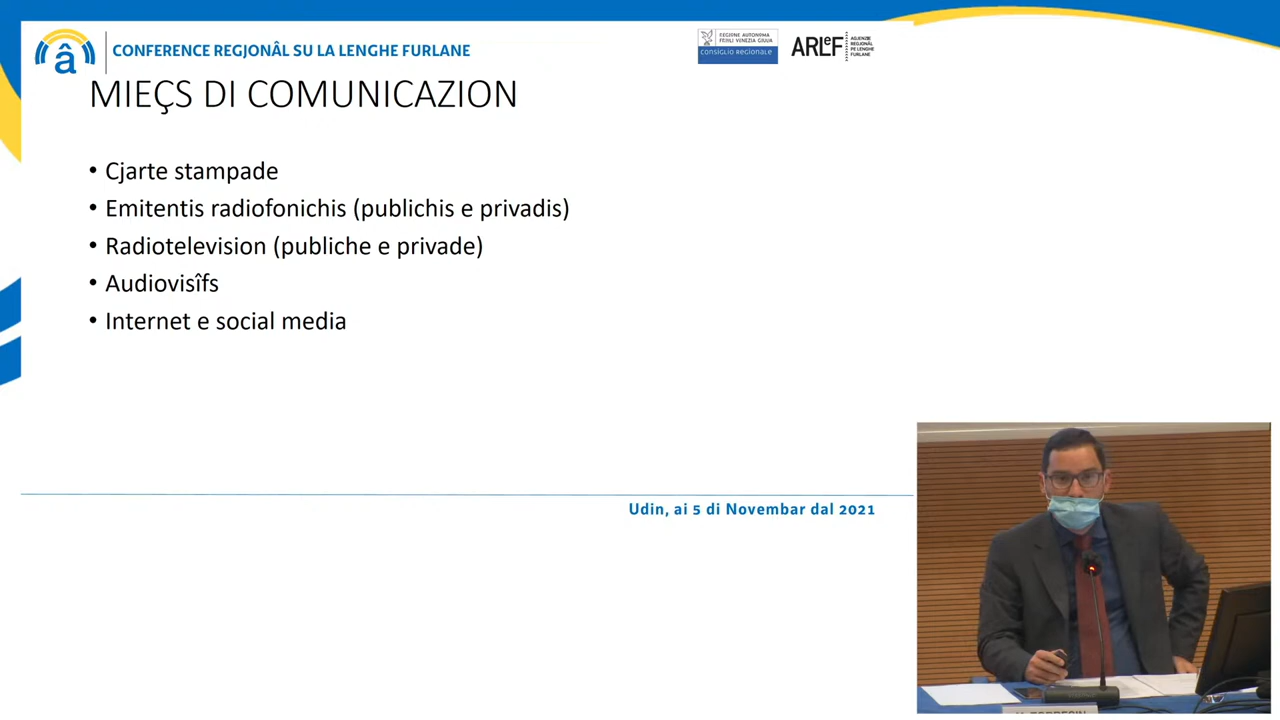 CONFERENCE REGJONÂL SU LA LENGHE FURLANE
REGIONE AUTONOMA
FRIULI VENEZIA GIULIA
CONSIGLIO REGIONALE
ARLeF
AGJENZIE
REGJONÂL
PE LENGHE
FURLANE
â
MIEÇS DI COMUNICAZION
• Cjarte stampade
• Emitentis radiofonichis (publichis e privadis)
• Radiotelevision (publiche e privade)
• Audiovisîfs
• Internet e social media
Udin, ai 5 di Novembar dal 2021